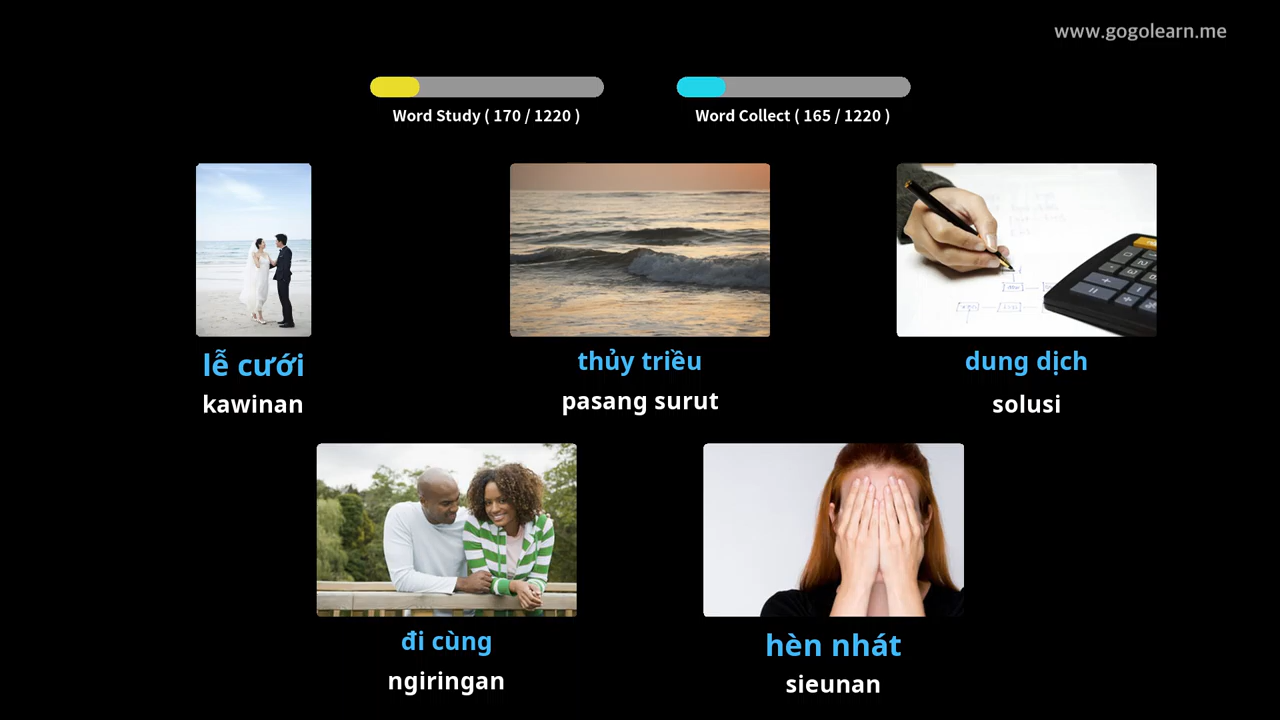 www.gogolearn.me
Word Study ( 170 / 1220 )
Word Collect ( 165 / 1220 )
lễ cưới
kawinan
thủy triều
pasang surut
dung dịch
solusi
đi cùng
ngiringan
hèn nhát
sieunan